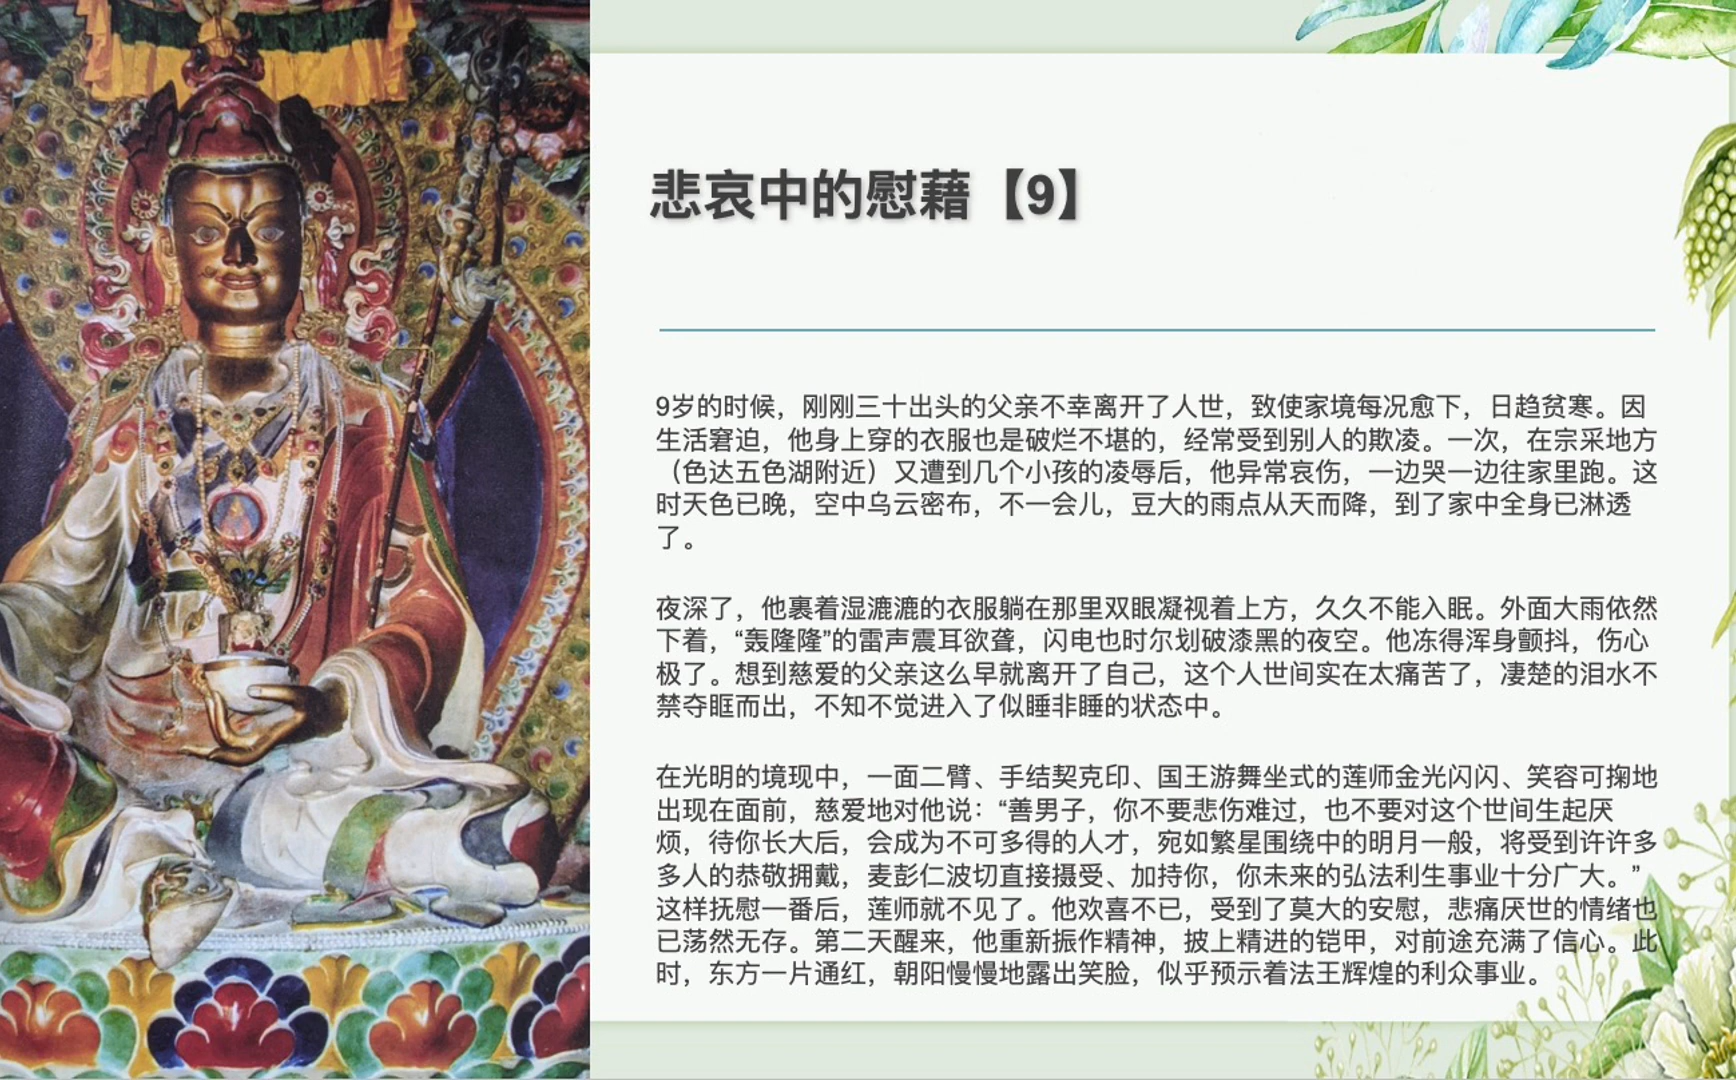 悲哀中的慰藉【9】
9岁的时候，刚刚三十出头的父亲不幸离开了人世，致使家境每况愈下，日趋贫寒。因
生活窘迫，他身上穿的衣服也是破烂不堪的，经常受到别人的欺凌。一次，在宗采地方
（色达五色湖附近）又遭到几个小孩的凌辱后，他异常哀伤，一边哭一边往家里跑。这
时天色已晚，空中乌云密布，不一会儿，豆大的雨点从天而降，到了家中全身已淋透
了。
夜深了，他裹着湿漉漉的衣服躺在那里双眼凝视着上方，久久不能入眠。外面大雨依然
下着，“轰隆隆”的雷声震耳欲聋，闪电也时尔划破漆黑的夜空。他冻得浑身颤抖，伤心
极了。想到慈爱的父亲这么早就离开了自己，这个人世间实在太痛苦了，凄楚的泪水不
禁夺眶而出，不知不觉进入了似睡非睡的状态中。
在光明的境现中，一面二臂、手结契克印、国王游舞坐式的莲师金光闪闪、笑容可掬地
出现在面前，慈爱地对他说：“善男子，你不要悲伤难过，也不要对这个世间生起厌
烦，待你长大后，会成为不可多得的人才，宛如繁星围绕中的明月一般，将受到许许多
多人的恭敬拥戴，麦彭仁波切直接摄受、加持你，你未来的弘法利生事业十分广大。”
这样抚慰一番后，莲师就不见了。他欢喜不已，受到了莫大的安慰，悲痛厌世的情绪也
已荡然无存。第二天醒来，他重新振作精神，披上精进的铠甲，对前途充满了信心。此
时，东方一片通红，朝阳慢慢地露出笑脸，似乎预示着法王辉煌的利众事业。